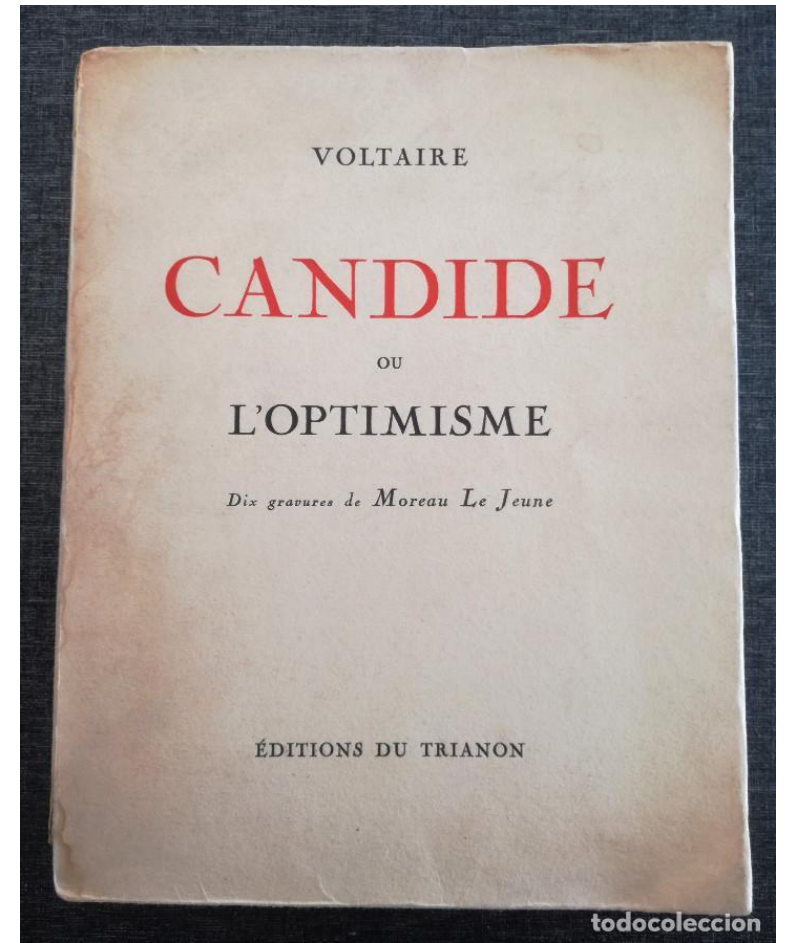 VOLTAIRE
CANDIDE
OU
L'OPTIMISME
Dix gravures de Moreau Le Jeune
ÉDITIONS DU TRIANON
todocoleccion